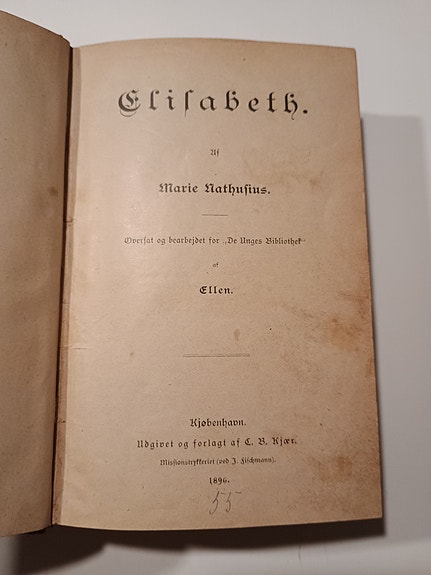 Elisabeth.
Af
Marie Nathusius.
Oversat og bearbejdet for „De Unges Bibliothek“
af
Ellen.
Kjøbenhavn.
Udgivet og forlagt af C. B. Kjær.
Missionstrykkeriet (ved J. Fischmann).
1896.
55